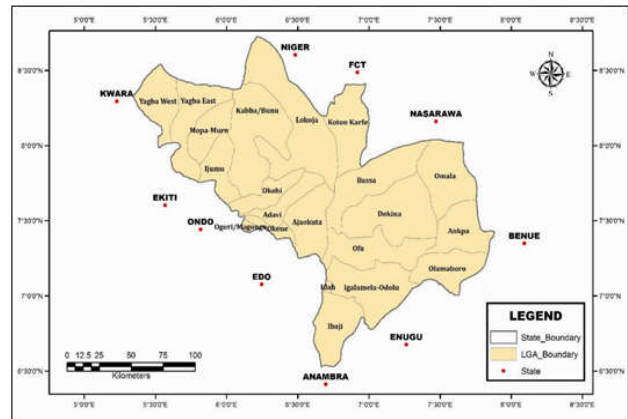 5°0'0"E 5°30'0"E 6°0'0"E 6°30'0"E 7°0'0"E 7°30'0"E 8°0'0"E 8°30'0"E
NIGER
FCT
N
W E
S
8°30'0"N 8°30'0"N
KWARA
Yagba West
Yagba East
Kabba/Bunu
Lokoja
Koton Karfe
NASARAWA
Mopa-Muro
8°0'0"N 8°0'0"N
Ijumu
Bassa
Omala
EKITI
Okehi
ONDO
Adavi
Ajaokuta
Dekina
7°30'0"N 7°30'0"N
Okene
Ankpa
BENUE
Ofu
EDO
Olamaboro
Idah
Igalamela-Odolu
7°0'0"N 7°0'0"N
Ibaji
ENUGU
LEGEND
State_Boundary
LGA_Boundary
State
0 12.5 25 50 75 100
Kilometers
6°30'0"N 6°30'0"N
ANAMBRA
5°0'0"E 5°30'0"E 6°0'0"E 6°30'0"E 7°0'0"E 7°30'0"E 8°0'0"E 8°30'0"E